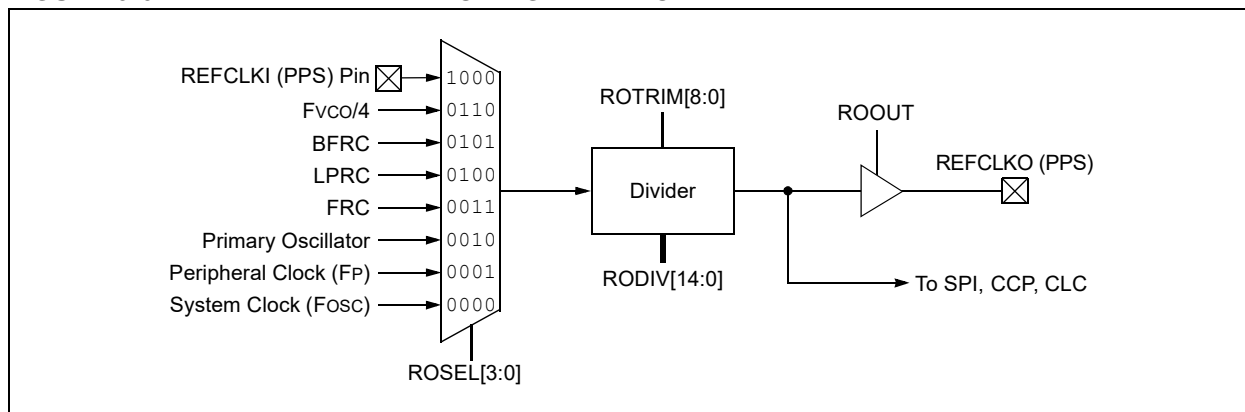 REFCLKI (PPS) Pin 1000
FVCO/4 0110
BFRC 0101
LPRC 0100
FRC 0011
Primary Oscillator 0010
Peripheral Clock (FP) 0001
System Clock (FOSC) 0000
ROSEL[3:0]
ROTRIM[8:0]
Divider
RODIV[14:0]
ROOUT
REFCLKO (PPS)
To SPI, CCP, CLC